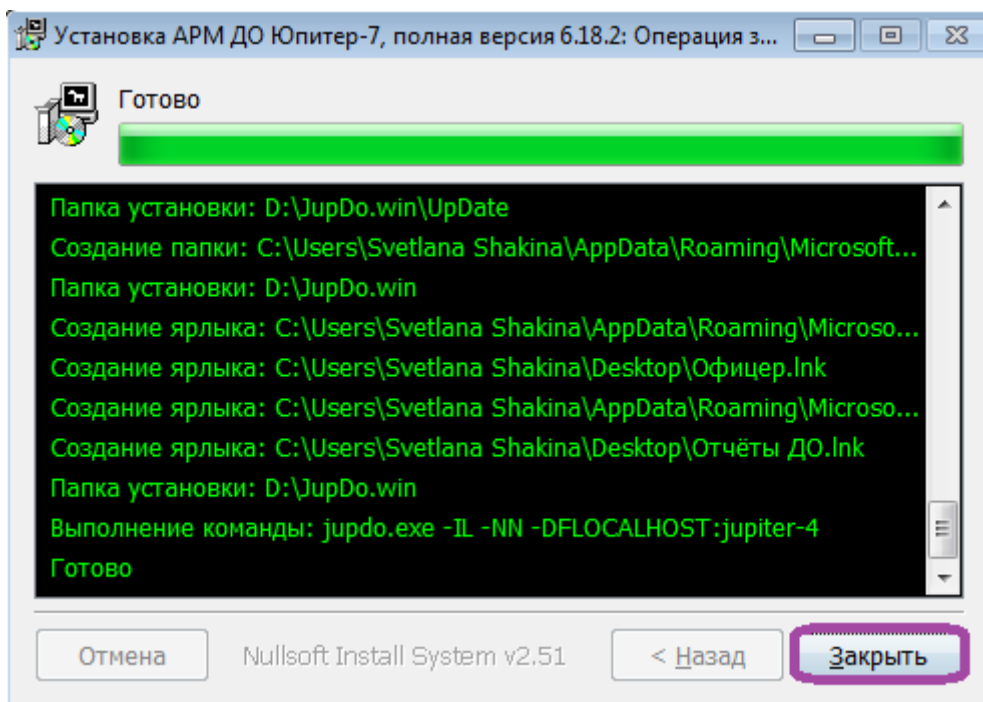 Установка АРМ ДО Юпитер-7, полная версия 6.18.2: Операция з...
Готово
Папка установки: D:\JupDo.win\UpDate
Создание папки: C:\Users\Svetlana Shakina\AppData\Roaming\Microsoft...
Папка установки: D:\JupDo.win
Создание ярлыка: C:\Users\Svetlana Shakina\AppData\Roaming\Microso...
Создание ярлыка: C:\Users\Svetlana Shakina\Desktop\Офицер.lnk
Создание ярлыка: C:\Users\Svetlana Shakina\AppData\Roaming\Microso...
Создание ярлыка: C:\Users\Svetlana Shakina\Desktop\Отчёты ДО.lnk
Папка установки: D:\JupDo.win
Выполнение команды: jupdo.exe -IL -NN -DFLOCALHOST:jupiter-4
Готово
Отмена Nullsoft Install System v2.51 < Назад Закрыть